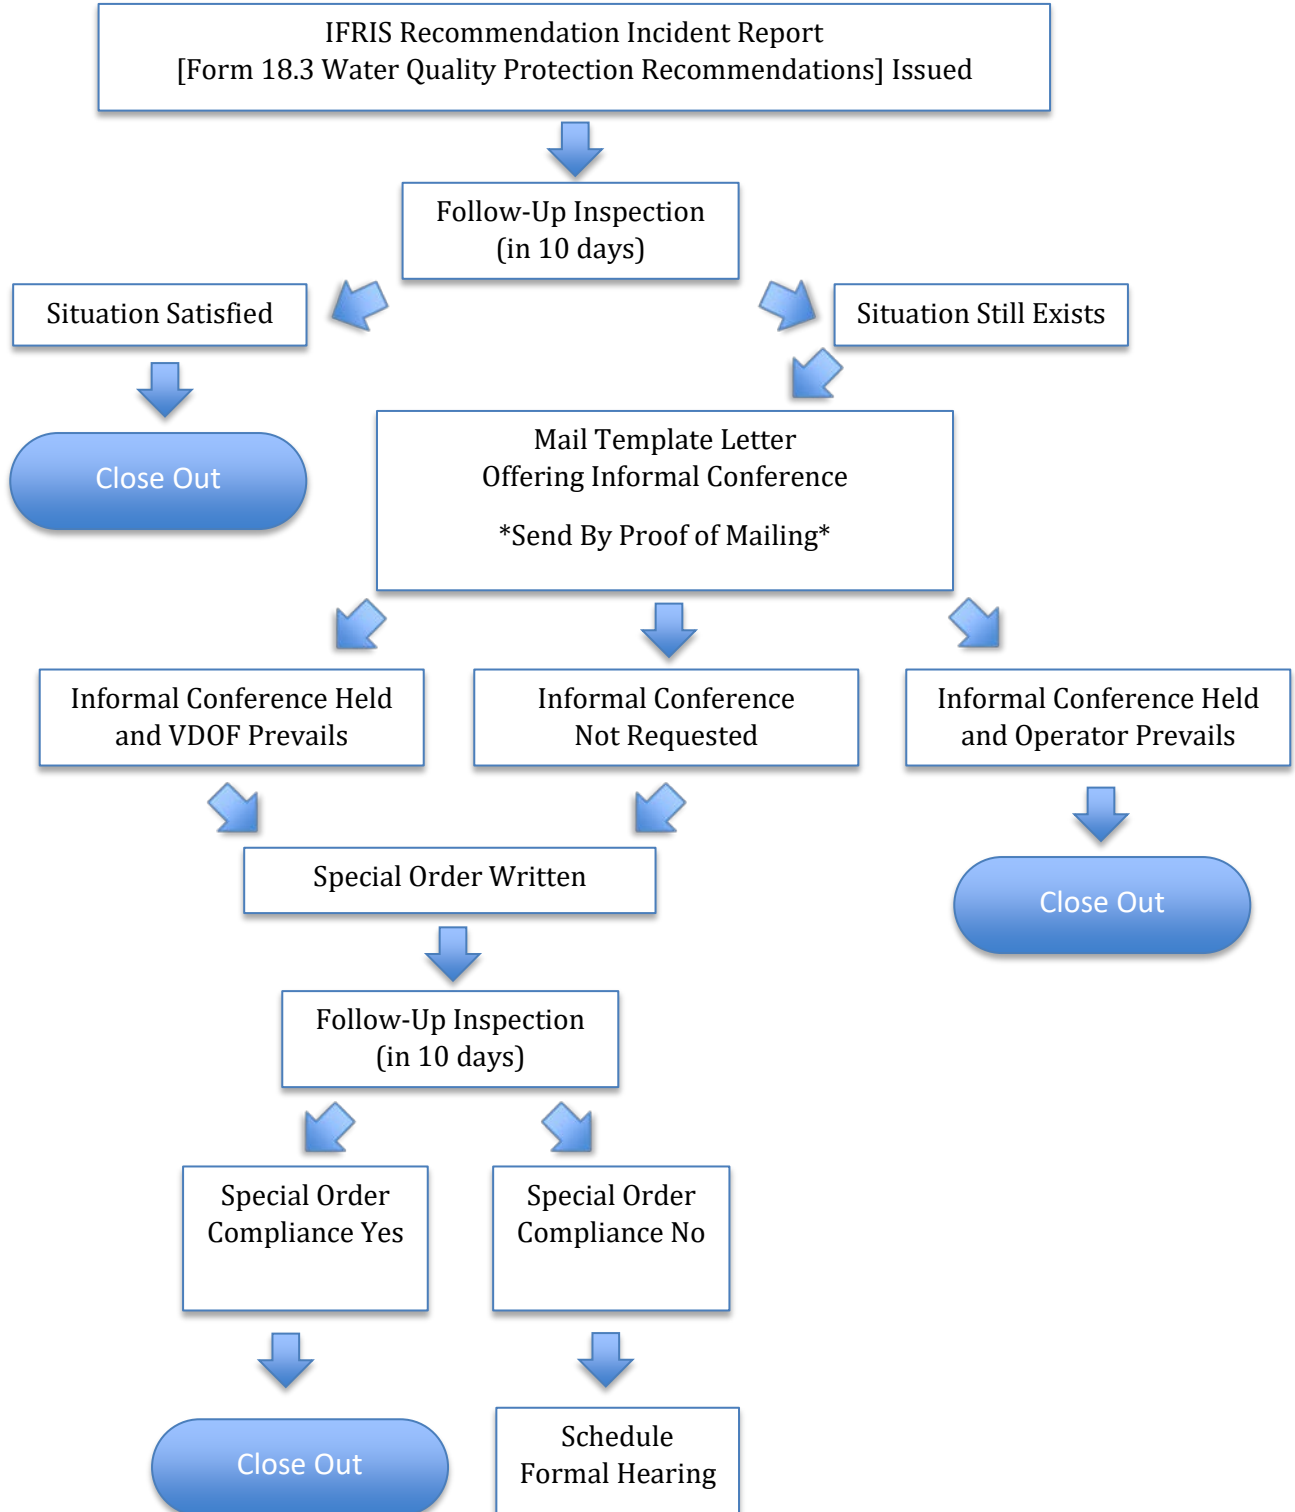 IFRIS Recommendation Incident Report
[Form 18.3 Water Quality Protection Recommendations] Issued
Follow-Up Inspection
(in 10 days)
Situation Satisfied
Situation Still Exists
Close Out
Mail Template Letter
Offering Informal Conference
*Send By Proof of Mailing*
Informal Conference Held
and VDOF Prevails
Informal Conference
Not Requested
Informal Conference Held
and Operator Prevails
Special Order Written
Close Out
Follow-Up Inspection
(in 10 days)
Special Order
Compliance Yes
Special Order
Compliance No
Close Out
Schedule
Formal Hearing